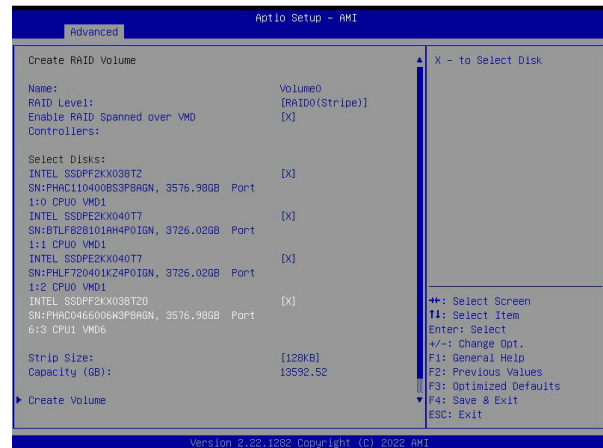 Aptio Setup - AMI
Advanced
Create RAID Volume
X - to Select Disk
Name: Volume0
RAID Level: [RAID0(Stripe)]
Enable RAID Spanned over VMD [X]
Controllers:
Select Disks:
INTEL SSDPF2KX038TZ [X]
SN:PHAC110400BS3P8AGN, 3576.98GB Port
1:0 CPU0 VMD1
INTEL SSDPE2KX040T7 [X]
SN:BTLF828101AH4P0IGN, 3726.02GB Port
1:1 CPU0 VMD1
INTEL SSDPE2KX040T7 [X]
SN:PHLF720401KZ4P0IGN, 3726.02GB Port
1:2 CPU0 VMD1
INTEL SSDPF2KX038TZO [X]
SN:PHAC0466006W3P8AGN, 3576.98GB Port
6:3 CPU1 VMD6
Strip Size: [128KB]
Capacity (GB): 13592.52
Create Volume
→←: Select Screen
↑↓: Select Item
Enter: Select
+/-: Change Opt.
F1: General Help
F2: Previous Values
F3: Optimized Defaults
F4: Save & Exit
ESC: Exit
Version 2.22.1282 Copyright (C) 2022 AMI